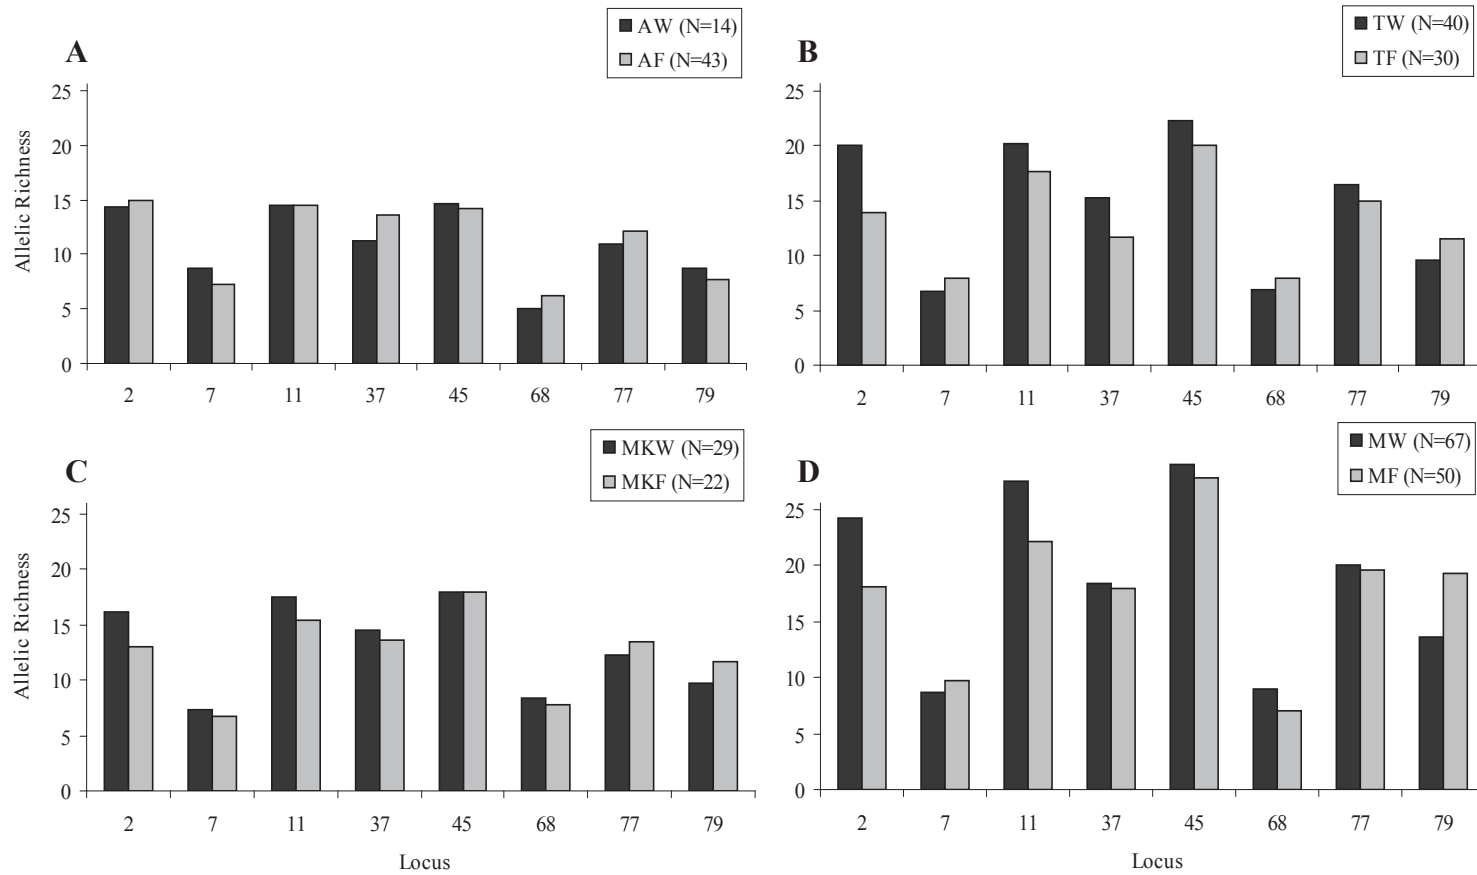 A
AW (N=14)
AF (N=43)
Allelic Richness
25
20
15
10
5
0
2 7 11 37 45 68 77 79
B
TW (N=40)
TF (N=30)
25
20
15
10
5
0
2 7 11 37 45 68 77 79
C
MKW (N=29)
MKF (N=22)
Allelic Richness
25
20
15
10
5
0
2 7 11 37 45 68 77 79
Locus
D
MW (N=67)
MF (N=50)
25
20
15
10
5
0
2 7 11 37 45 68 77 79
Locus